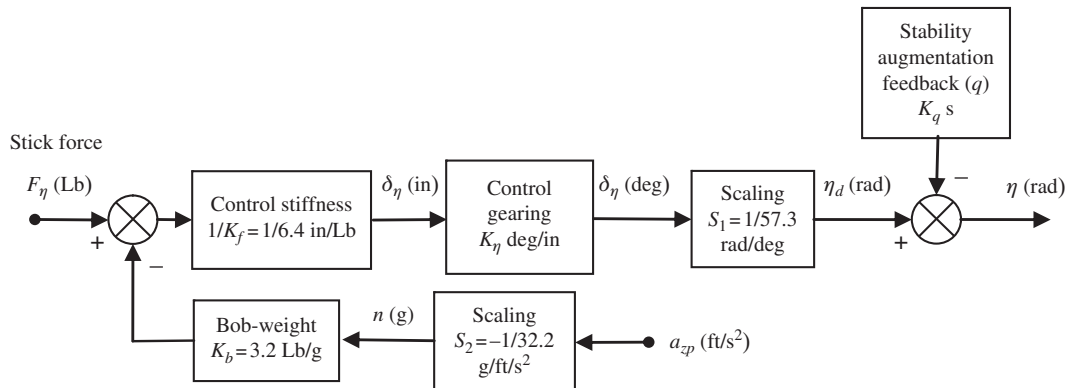 Stability
augmentation
feedback (q)
K_q s
Stick force
F_η (Lb)
+
−
Control stiffness
1/K_f = 1/6.4 in/Lb
δ_η (in)
Control
gearing
K_η deg/in
δ_η (deg)
Scaling
S_1 = 1/57.3
rad/deg
η_d (rad)
−
+
η (rad)
Bob-weight
K_b = 3.2 Lb/g
n (g)
Scaling
S_2 = −1/32.2
g/ft/s²
a_zp (ft/s²)